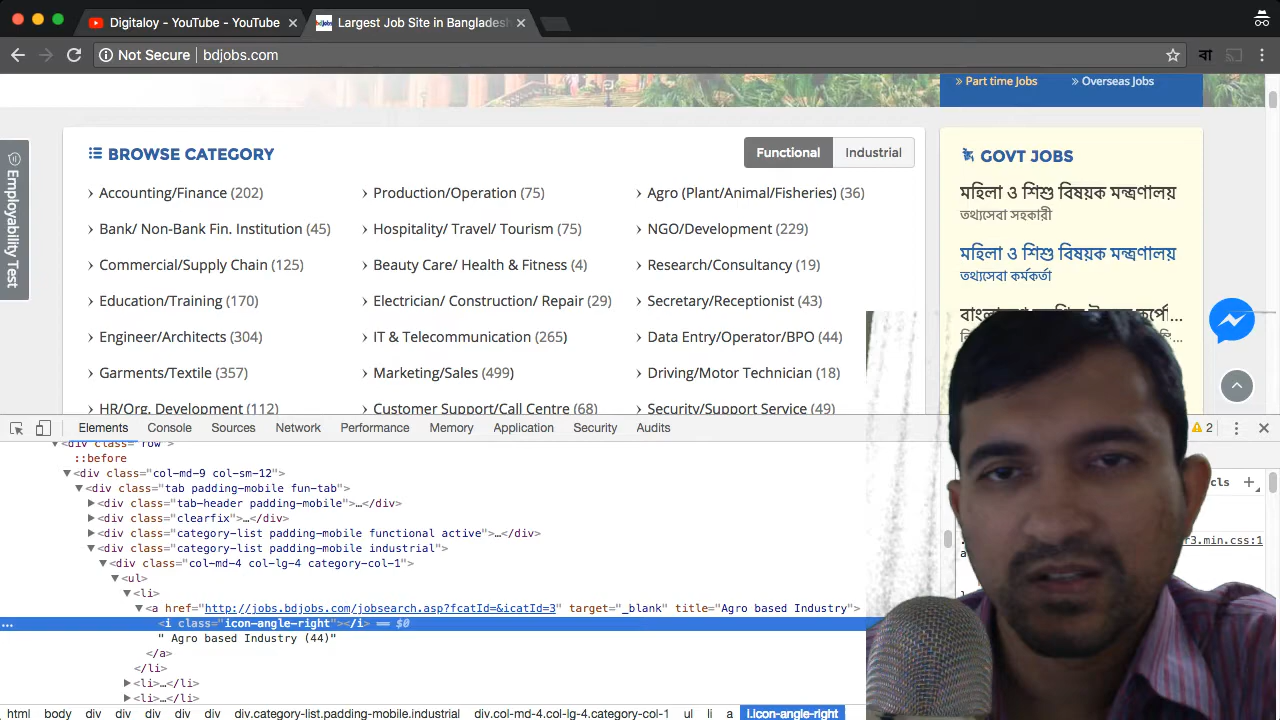 Digitaloy - YouTube - YouTube
Largest Job Site in Bangladesh
Not Secure | bdjobs.com
বা
» Part time Jobs
» Overseas Jobs
Employability Test
BROWSE CATEGORY
Functional
Industrial
Accounting/Finance (202)
Production/Operation (75)
Agro (Plant/Animal/Fisheries) (36)
Bank/ Non-Bank Fin. Institution (45)
Hospitality/ Travel/ Tourism (75)
NGO/Development (229)
Commercial/Supply Chain (125)
Beauty Care/ Health & Fitness (4)
Research/Consultancy (19)
Education/Training (170)
Electrician/ Construction/ Repair (29)
Secretary/Receptionist (43)
Engineer/Architects (304)
IT & Telecommunication (265)
Data Entry/Operator/BPO (44)
Garments/Textile (357)
Marketing/Sales (499)
Driving/Motor Technician (18)
HR/Org. Development (112)
Customer Support/Call Centre (68)
Security/Support Service (49)
GOVT JOBS
মহিলা ও শিশু বিষয়ক মন্ত্রণালয়
তথ্যসেবা সহকারী
মহিলা ও শিশু বিষয়ক মন্ত্রণালয়
তথ্যসেবা কর্মকর্তা
Elements Console Sources Network Performance Memory Application Security Audits
2
<div class="row">
::before
<div class="col-md-9 col-sm-12">
<div class="tab padding-mobile fun-tab">
<div class="tab-header padding-mobile">…</div>
<div class="clearfix">…</div>
<div class="category-list padding-mobile functional active">…</div>
<div class="category-list padding-mobile industrial">
<div class="col-md-4 col-lg-4 category-col-1">
<ul>
<li>
<a href="http://jobs.bdjobs.com/jobsearch.asp?fcatId=&icatId=3" target="_blank" title="Agro based Industry">
… <i class="icon-angle-right"></i> == $0
" Agro based Industry (44)"
</a>
</li>
<li>…</li>
<li>…</li>
cls
r3.min.css:1
html body div div div div div.category-list.padding-mobile.industrial div.col-md-4.col-lg-4.category-col-1 ul li a i.icon-angle-right